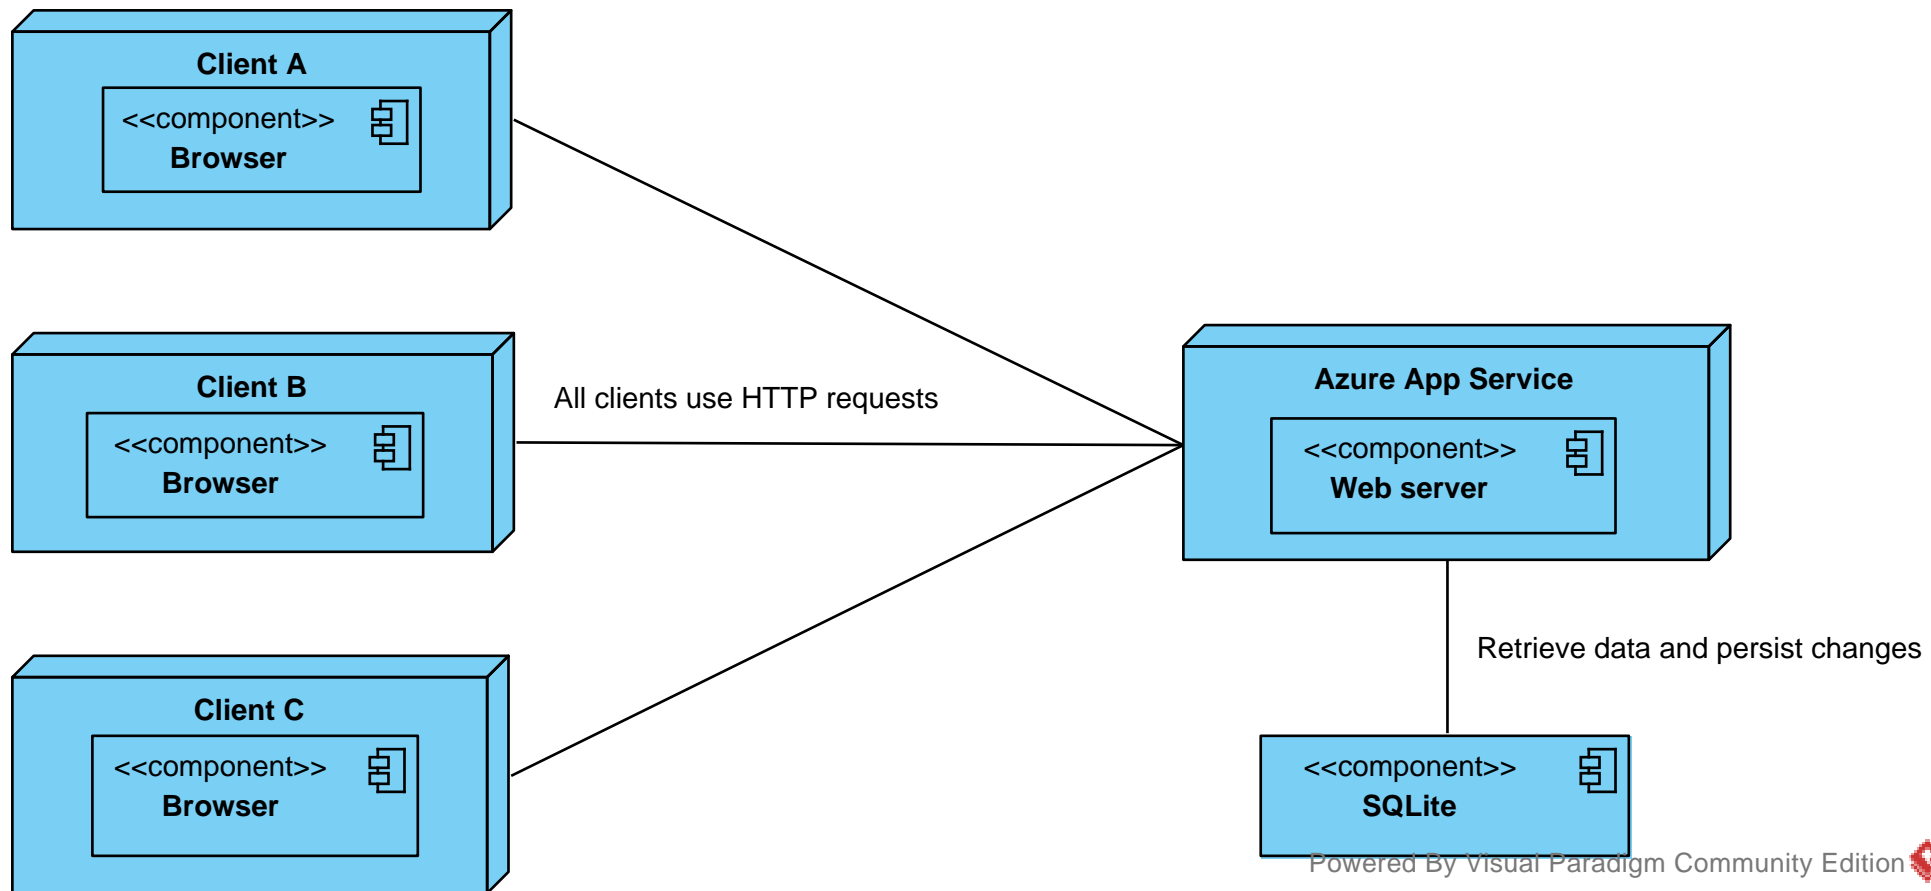 Client A
<<component>>
Browser
Client B
<<component>>
Browser
All clients use HTTP requests
Azure App Service
<<component>>
Web server
Retrieve data and persist changes
Client C
<<component>>
Browser
<<component>>
SQLite
Powered By Visual Paradigm Community Edition